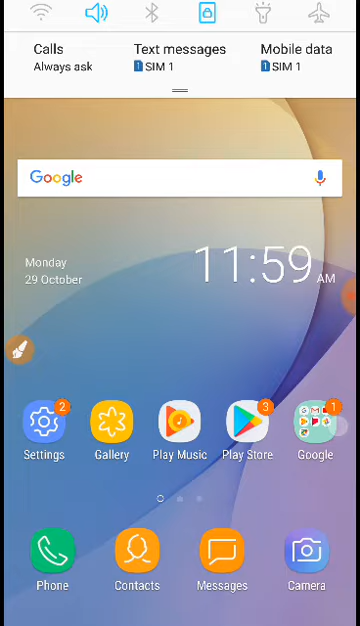 Calls Text messages Mobile data
Always ask 1 SIM 1 1 SIM 1
Google
Monday 11:59 AM
29 October
2 3 1
Settings Gallery Play Music Play Store Google
Phone Contacts Messages Camera